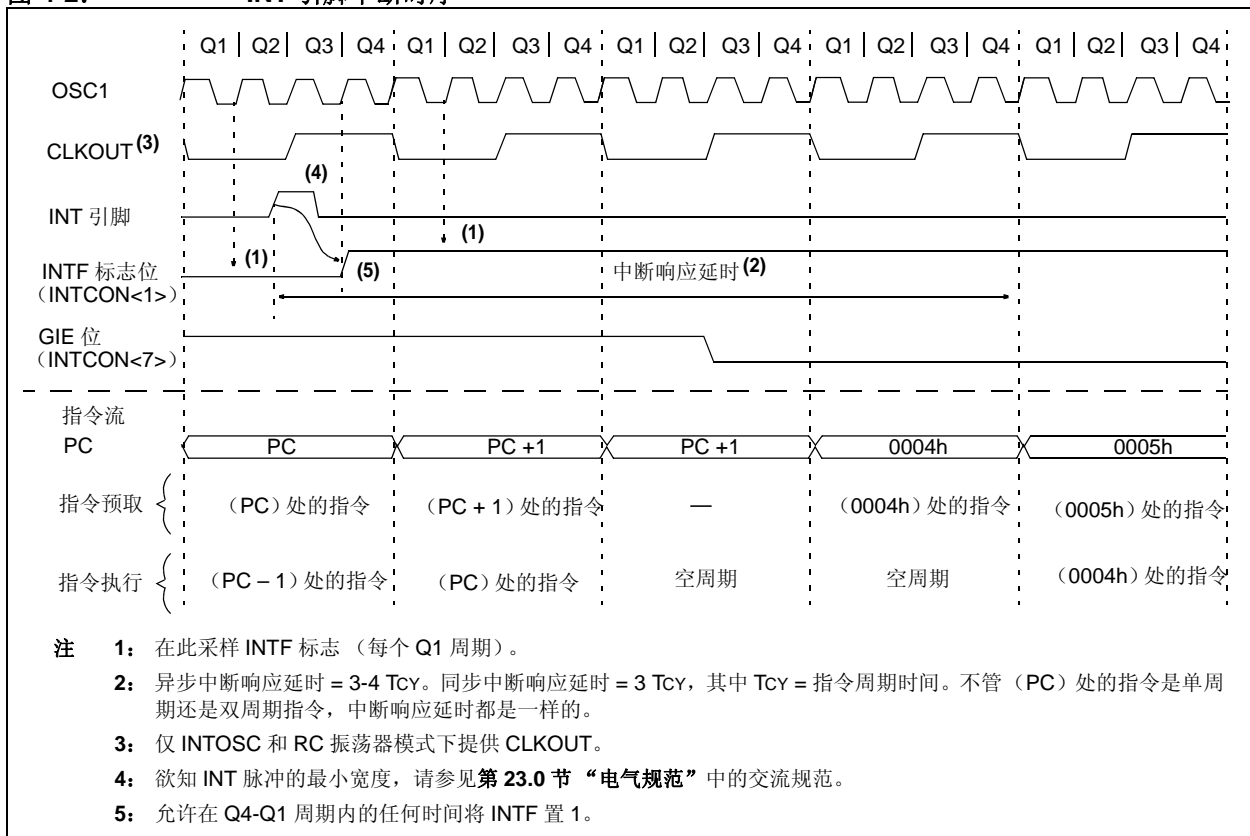 Q1 Q2 Q3 Q4 Q1 Q2 Q3 Q4 Q1 Q2 Q3 Q4 Q1 Q2 Q3 Q4 Q1 Q2 Q3 Q4
OSC1
CLKOUT (3)
(4)
INT 引脚
(1)
(1)
(5)
INTF 标志位
（INTCON<1>）
中断响应延时 (2)
GIE 位
（INTCON<7>）
指令流
PC PC PC +1 PC +1 0004h 0005h
指令预取 （PC）处的指令 （PC + 1）处的指令 — （0004h）处的指令 （0005h）处的指令
指令执行 （PC – 1）处的指令 （PC）处的指令 空周期 空周期 （0004h）处的指令
注 1： 在此采样 INTF 标志 （每个 Q1 周期）。
2： 异步中断响应延时 = 3-4 TCY。同步中断响应延时 = 3 TCY，其中 TCY = 指令周期时间。不管 （PC）处的指令是单周
期还是双周期指令，中断响应延时都是一样的。
3： 仅 INTOSC 和 RC 振荡器模式下提供 CLKOUT。
4： 欲知 INT 脉冲的最小宽度，请参见第 23.0 节 “电气规范”中的交流规范。
5： 允许在 Q4-Q1 周期内的任何时间将 INTF 置 1。